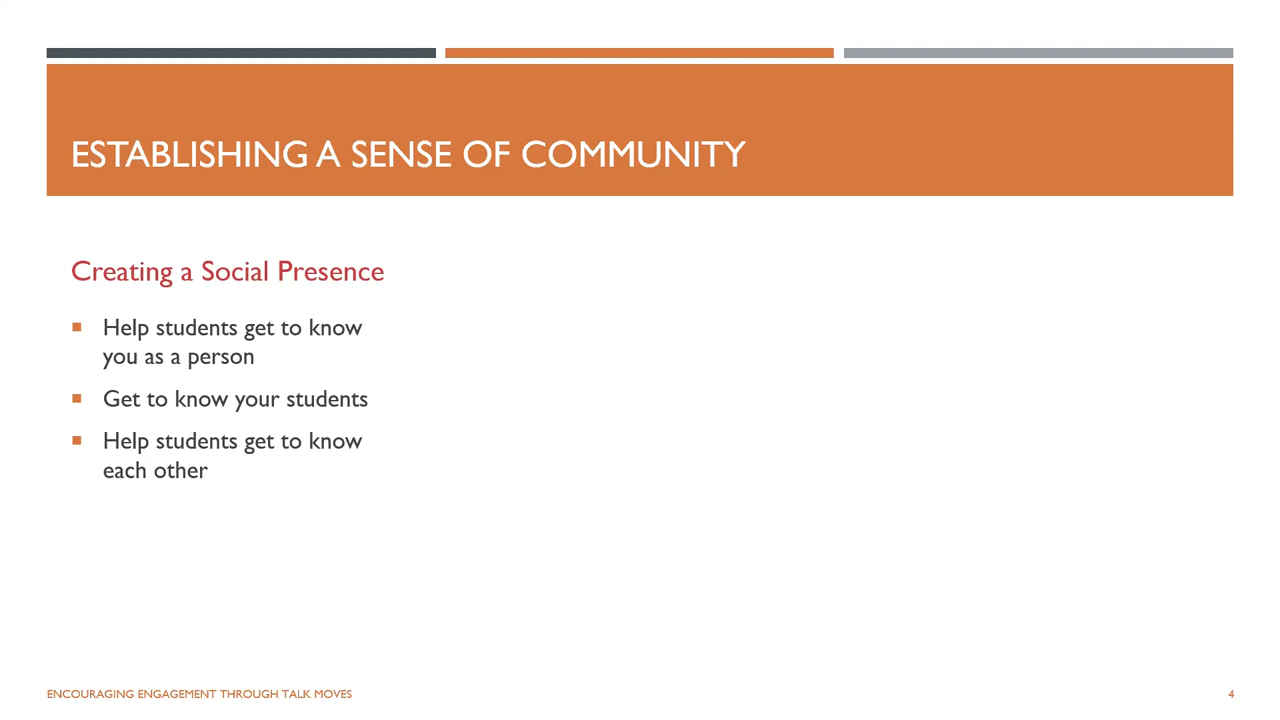 ESTABLISHING A SENSE OF COMMUNITY
Creating a Social Presence
Help students get to know
you as a person
Get to know your students
Help students get to know
each other
ENCOURAGING ENGAGEMENT THROUGH TALK MOVES
4